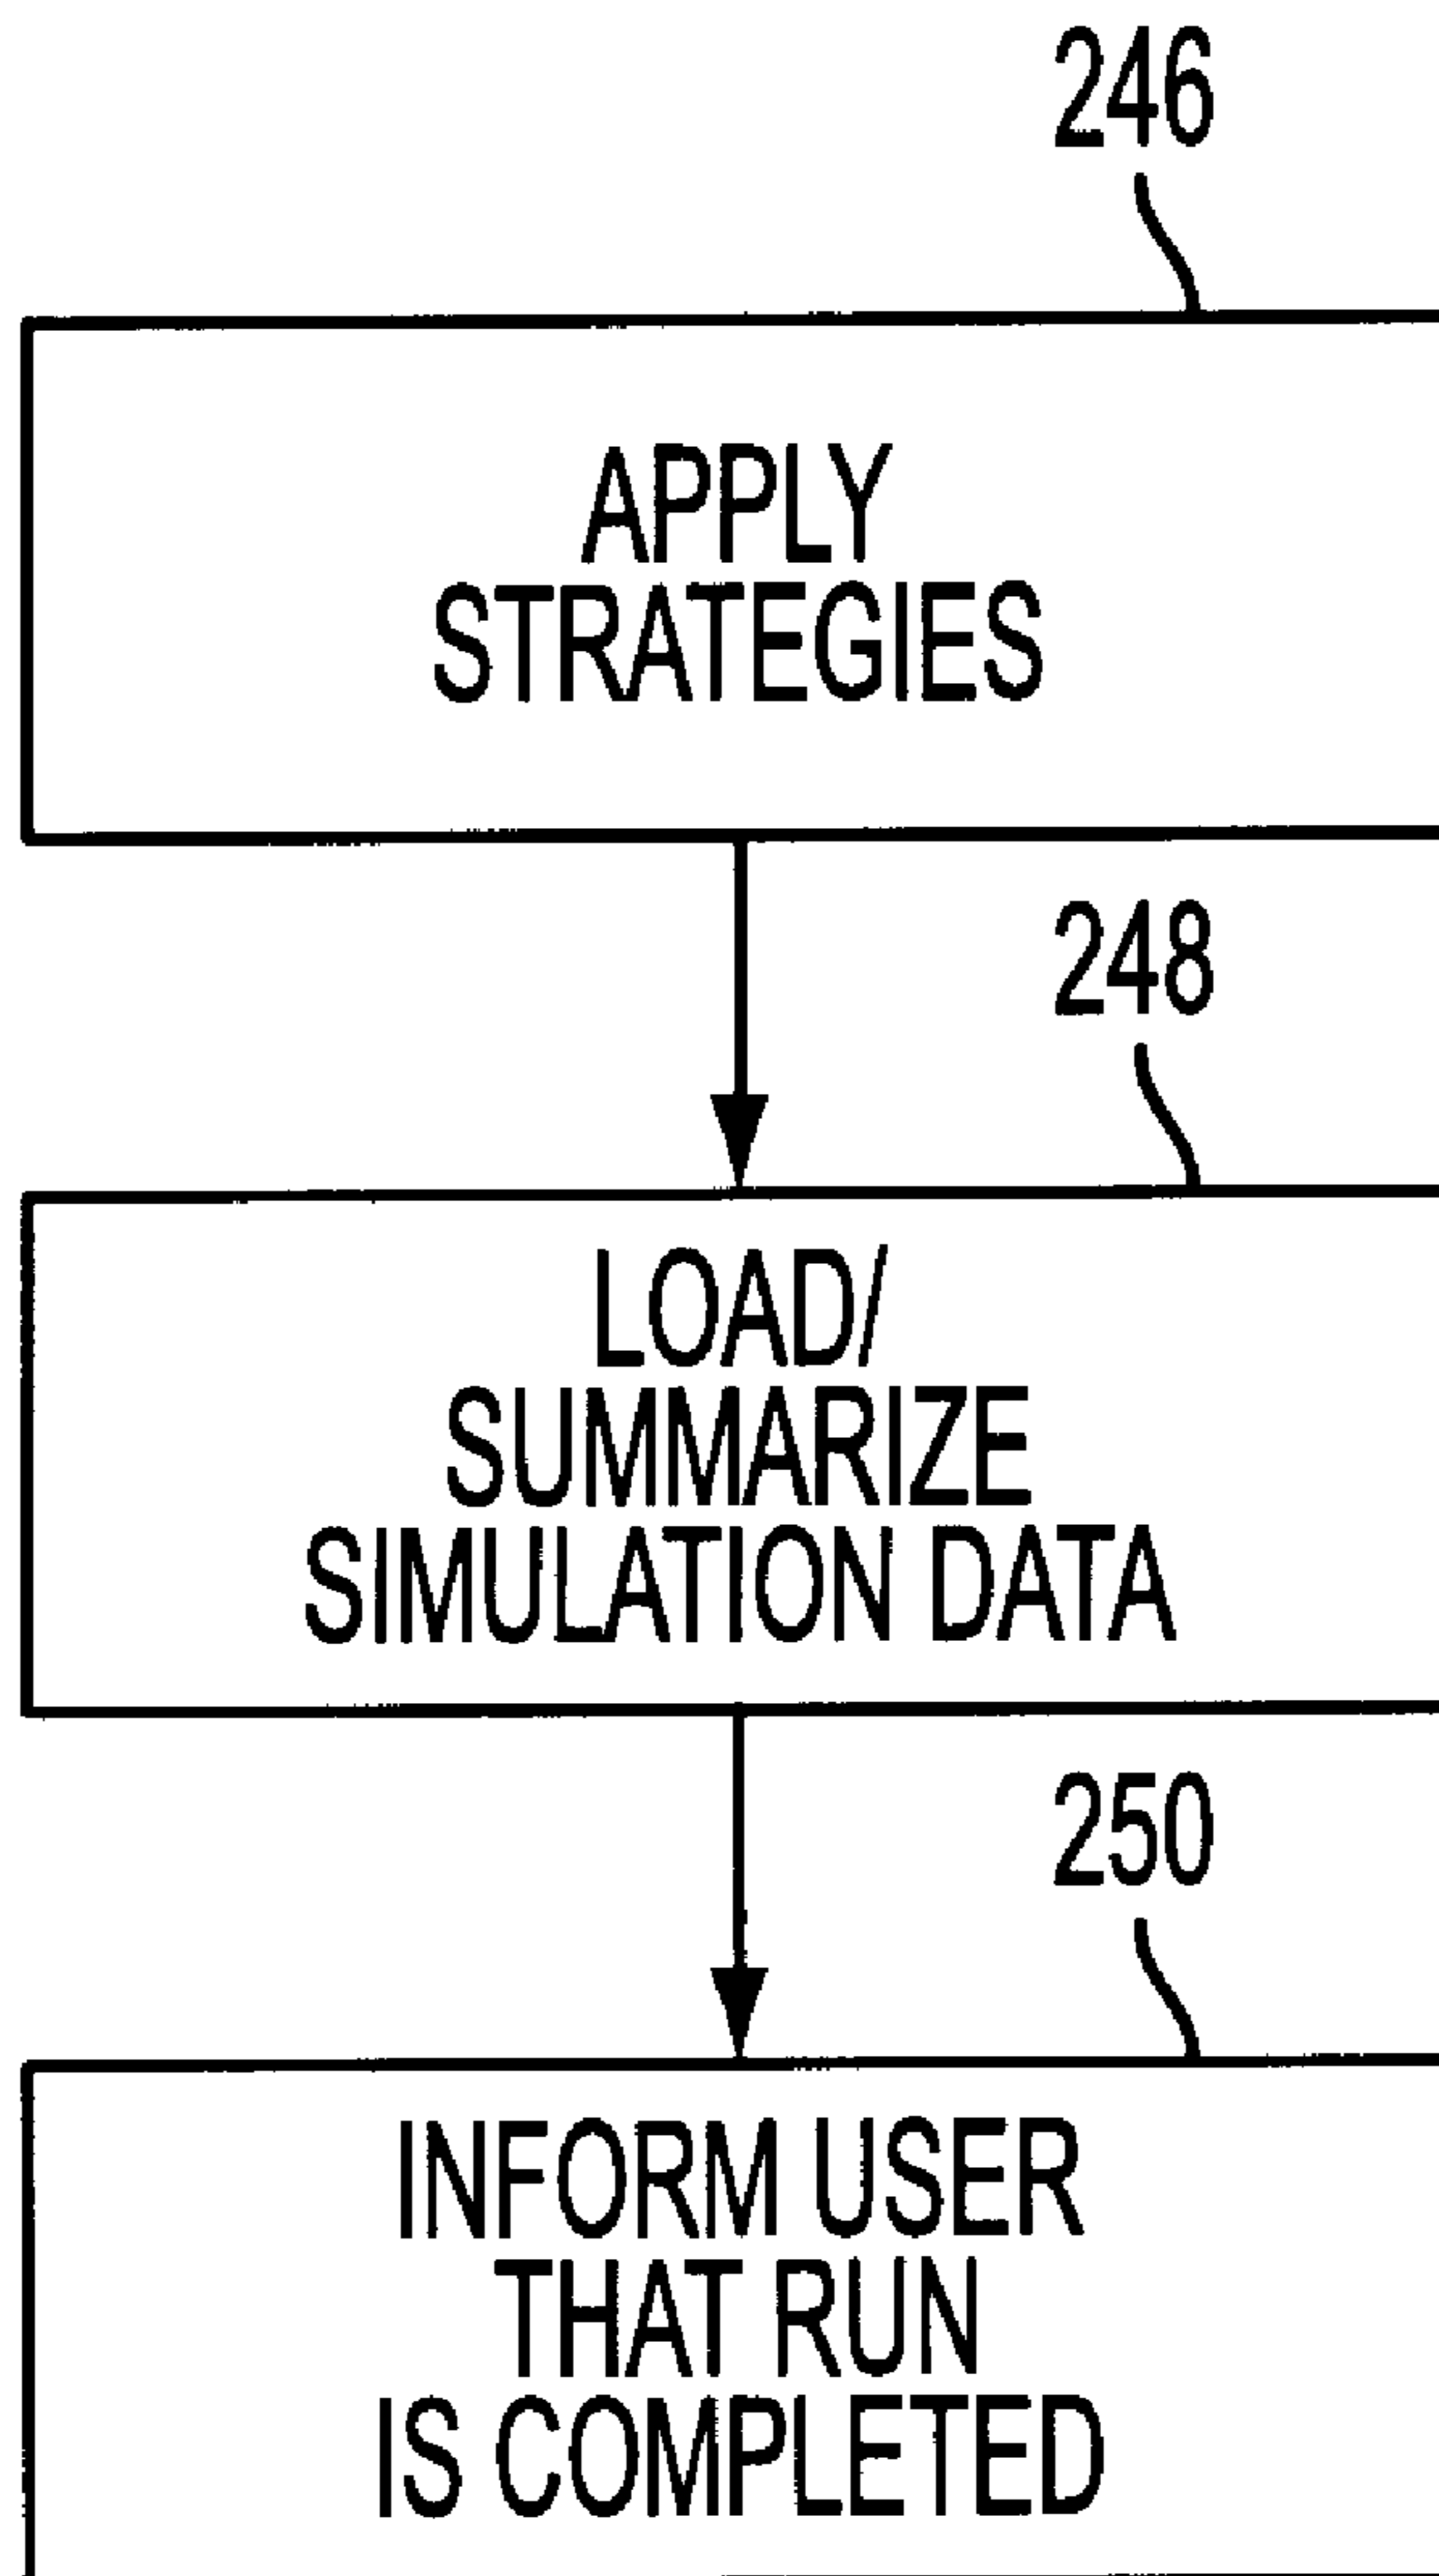 246
APPLY
STRATEGIES
248
LOAD/
SUMMARIZE
SIMULATION DATA
250
INFORM USER
THAT RUN
IS COMPLETED